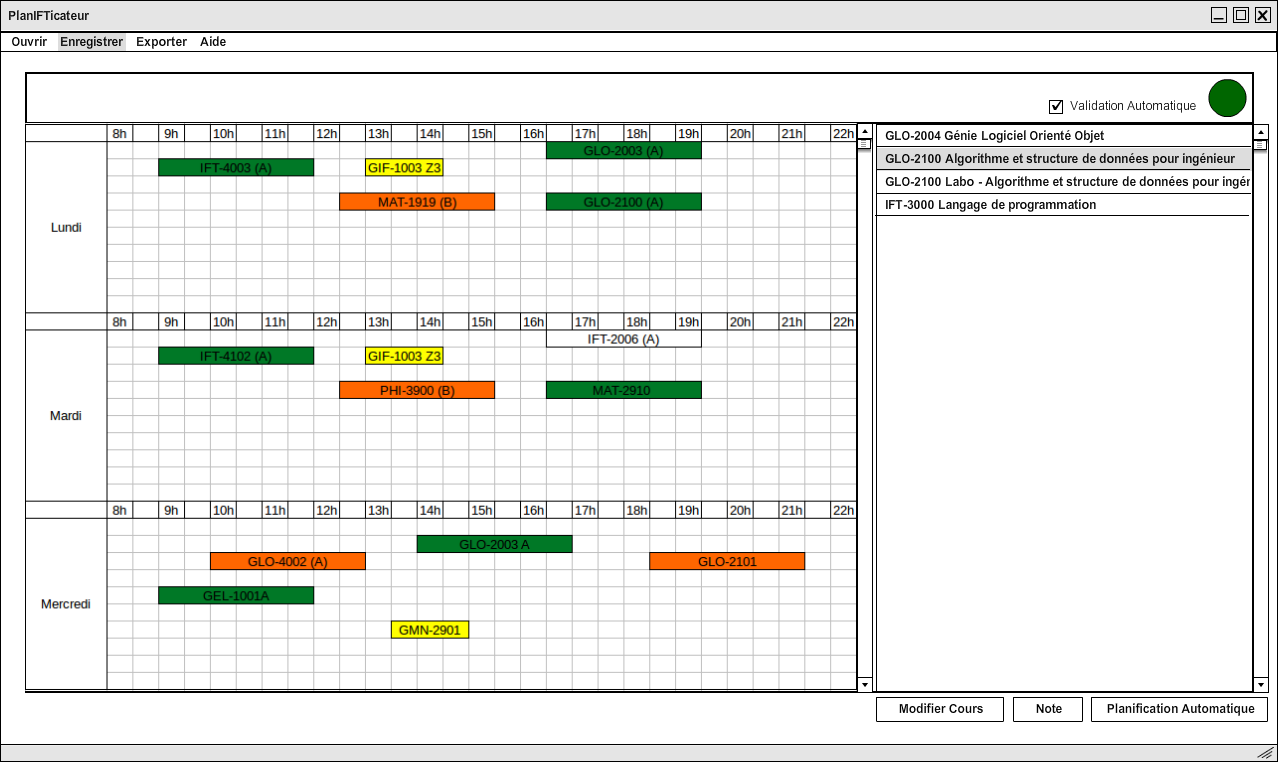 PlanIFTicateur
Ouvrir Enregistrer Exporter Aide
Validation Automatique
8h 9h 10h 11h 12h 13h 14h 15h 16h 17h 18h 19h 20h 21h 22h
GLO-2003 (A)
IFT-4003 (A) GIF-1003 Z3
MAT-1919 (B) GLO-2100 (A)
Lundi
8h 9h 10h 11h 12h 13h 14h 15h 16h 17h 18h 19h 20h 21h 22h
IFT-2006 (A)
IFT-4102 (A) GIF-1003 Z3
PHI-3900 (B) MAT-2910
Mardi
8h 9h 10h 11h 12h 13h 14h 15h 16h 17h 18h 19h 20h 21h 22h
GLO-2003 A
GLO-4002 (A) GLO-2101
GEL-1001A
Mercredi
GMN-2901
GLO-2004 Génie Logiciel Orienté Objet
GLO-2100 Algorithme et structure de données pour ingénieur
GLO-2100 Labo - Algorithme et structure de données pour ingér
IFT-3000 Langage de programmation
Modifier Cours Note Planification Automatique